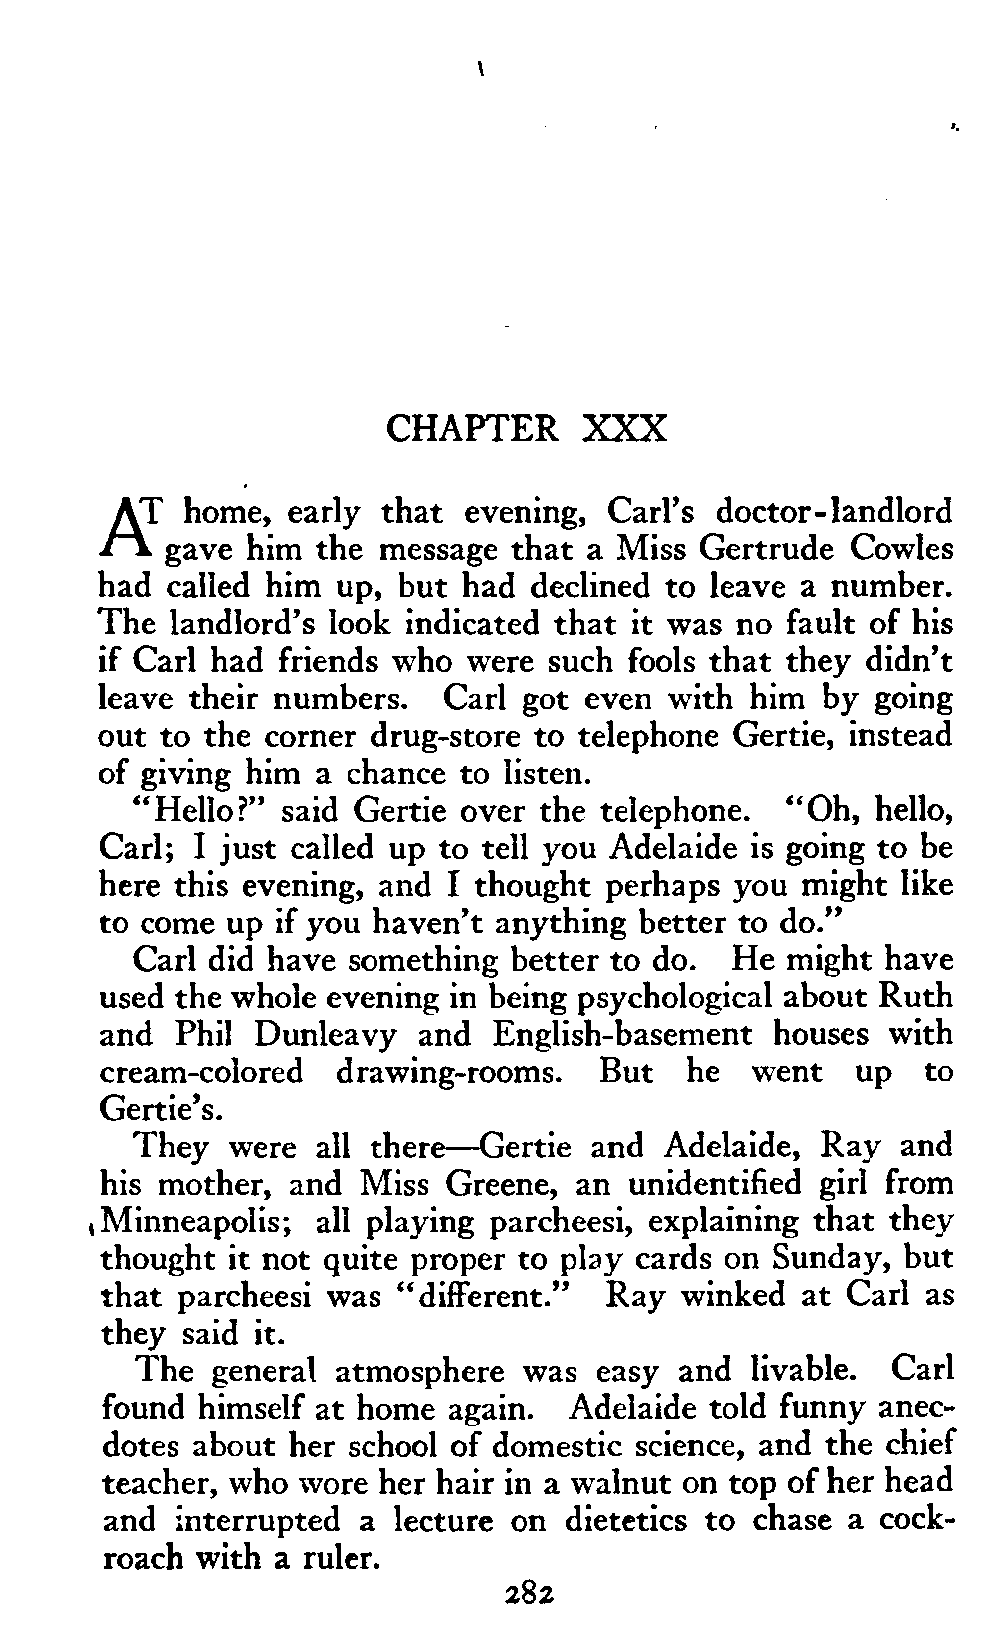 CHAPTER XXX
AT home, early that evening, Carl's doctor-landlord
gave him the message that a Miss Gertrude Cowles
had called him up, but had declined to leave a number.
The landlord's look indicated that it was no fault of his
if Carl had friends who were such fools that they didn't
leave their numbers. Carl got even with him by going
out to the corner drug-store to telephone Gertie, instead
of giving him a chance to listen.
"Hello?" said Gertie over the telephone. "Oh, hello,
Carl; I just called up to tell you Adelaide is going to be
here this evening, and I thought perhaps you might like
to come up if you haven't anything better to do."
Carl did have something better to do. He might have
used the whole evening in being psychological about Ruth
and Phil Dunleavy and English-basement houses with
cream-colored drawing-rooms. But he went up to
Gertie's.
They were all there—Gertie and Adelaide, Ray and
his mother, and Miss Greene, an unidentified girl from
Minneapolis; all playing parcheesi, explaining that they
thought it not quite proper to play cards on Sunday, but
that parcheesi was "different." Ray winked at Carl as
they said it.
The general atmosphere was easy and livable. Carl
found himself at home again. Adelaide told funny anec-
dotes about her school of domestic science, and the chief
teacher, who wore her hair in a walnut on top of her head
and interrupted a lecture on dietetics to chase a cock-
roach with a ruler.
282